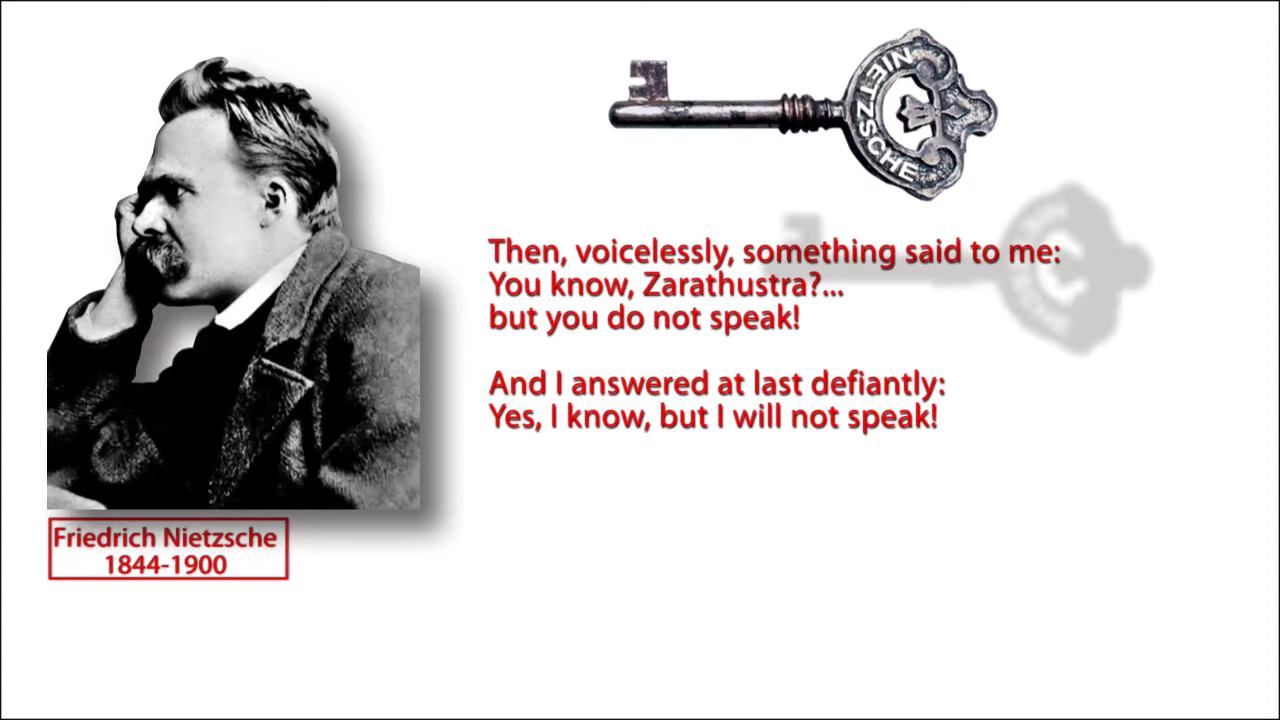 NIETZSCHE
Then, voicelessly, something said to me:
You know, Zarathustra?...
but you do not speak!
And I answered at last defiantly:
Yes, I know, but I will not speak!
Friedrich Nietzsche
1844-1900